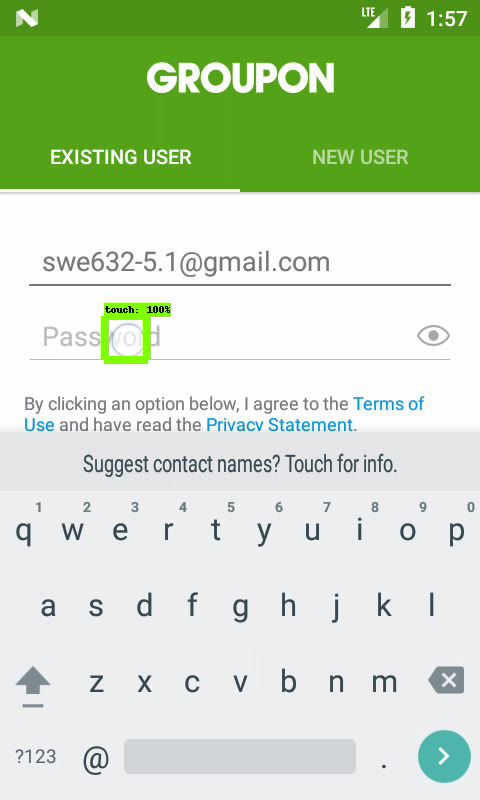 LTE 1:57
GROUPON
EXISTING USER NEW USER
swe632-5.1@gmail.com
touch: 100%
Password
By clicking an option below, I agree to the Terms of
Use and have read the Privacy Statement.
Suggest contact names? Touch for info.
1 2 3 4 5 6 7 8 9 0
q w e r t y u i o p
a s d f g h j k l
z x c v b n m
?123 @ .